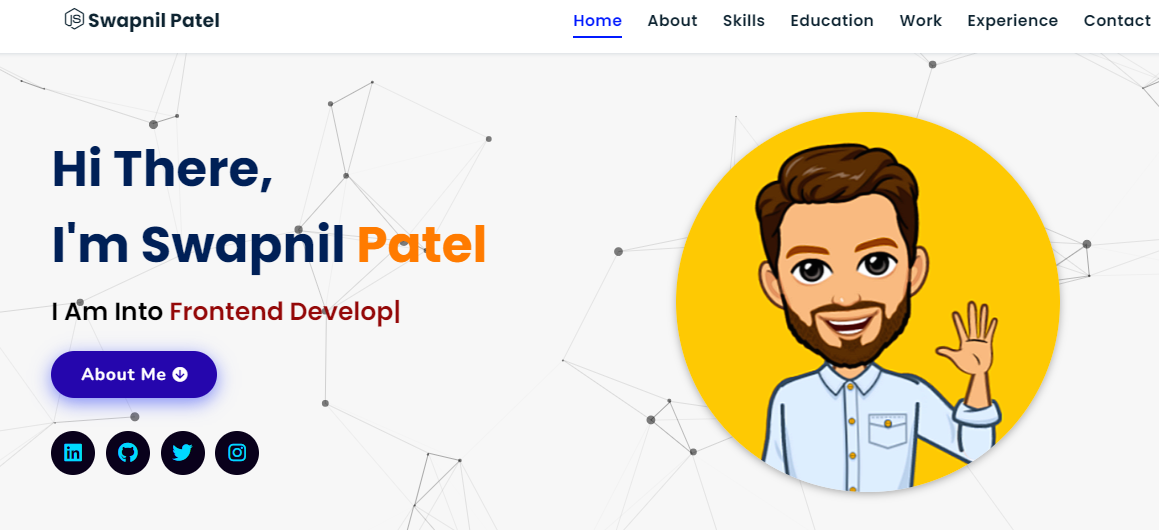 Swapnil Patel
Home About Skills Education Work Experience Contact
Hi There,
I'm Swapnil Patel
I Am Into Frontend Develop|
About Me